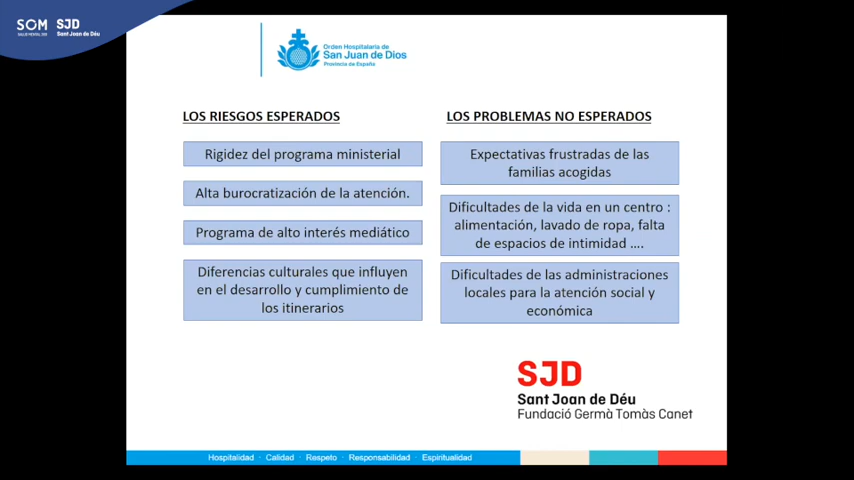 SOM
SALUD MENTAL 360
SJD
Sant Joan de Déu
Orden Hospitalaria de
San Juan de Dios
Provincia de España
LOS RIESGOS ESPERADOS
Rigidez del programa ministerial
Alta burocratización de la atención.
Programa de alto interés mediático
Diferencias culturales que influyen
en el desarrollo y cumplimiento de
los itinerarios
LOS PROBLEMAS NO ESPERADOS
Expectativas frustradas de las
familias acogidas
Dificultades de la vida en un centro :
alimentación, lavado de ropa, falta
de espacios de intimidad ....
Dificultades de las administraciones
locales para la atención social y
económica
SJD
Sant Joan de Déu
Fundació Germà Tomàs Canet
Hospitalidad · Calidad · Respeto · Responsabilidad · Espiritualidad